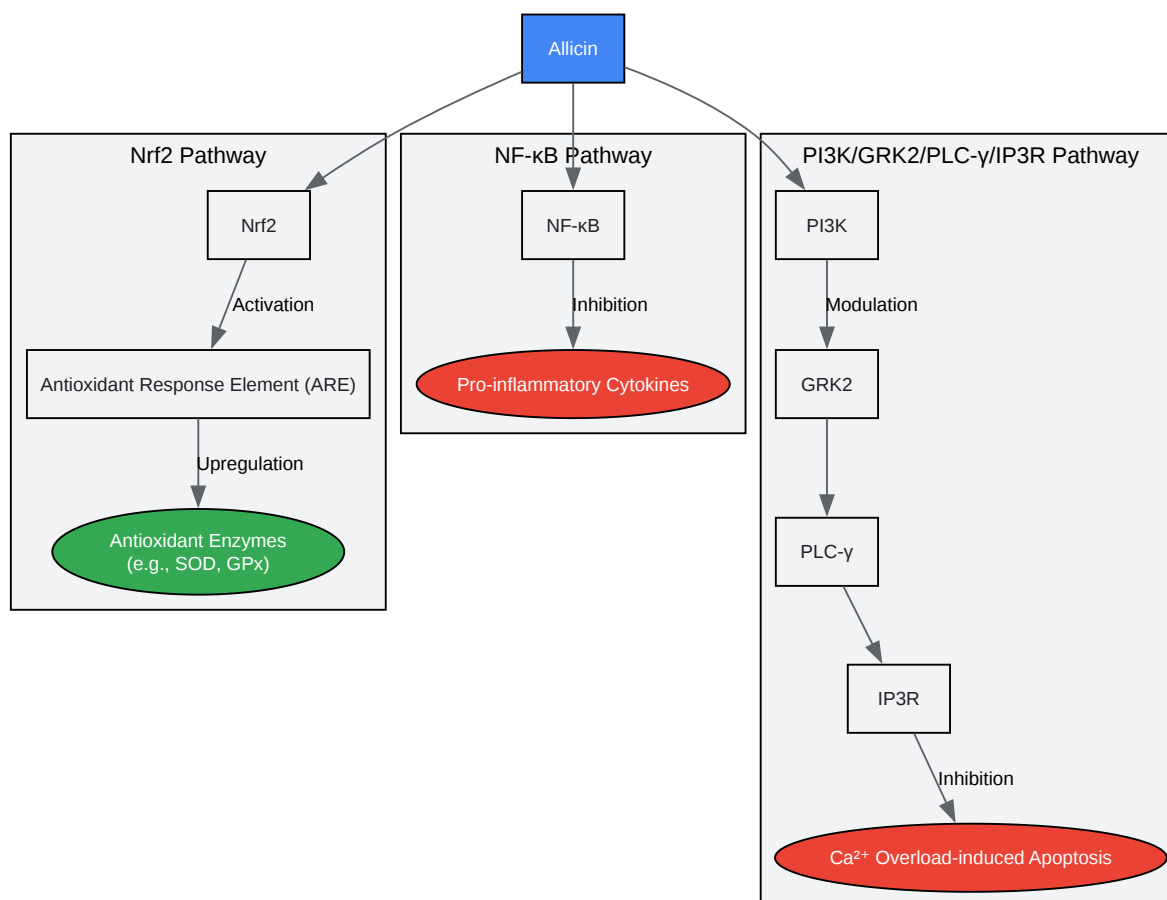 Allicin
Nrf2 Pathway
Nrf2
Activation
Antioxidant Response Element (ARE)
Upregulation
Antioxidant Enzymes
(e.g., SOD, GPx)
NF-κB Pathway
NF-κB
Inhibition
Pro-inflammatory Cytokines
PI3K/GRK2/PLC-γ/IP3R Pathway
PI3K
Modulation
GRK2
PLC-γ
IP3R
Inhibition
Ca²⁺ Overload-induced Apoptosis